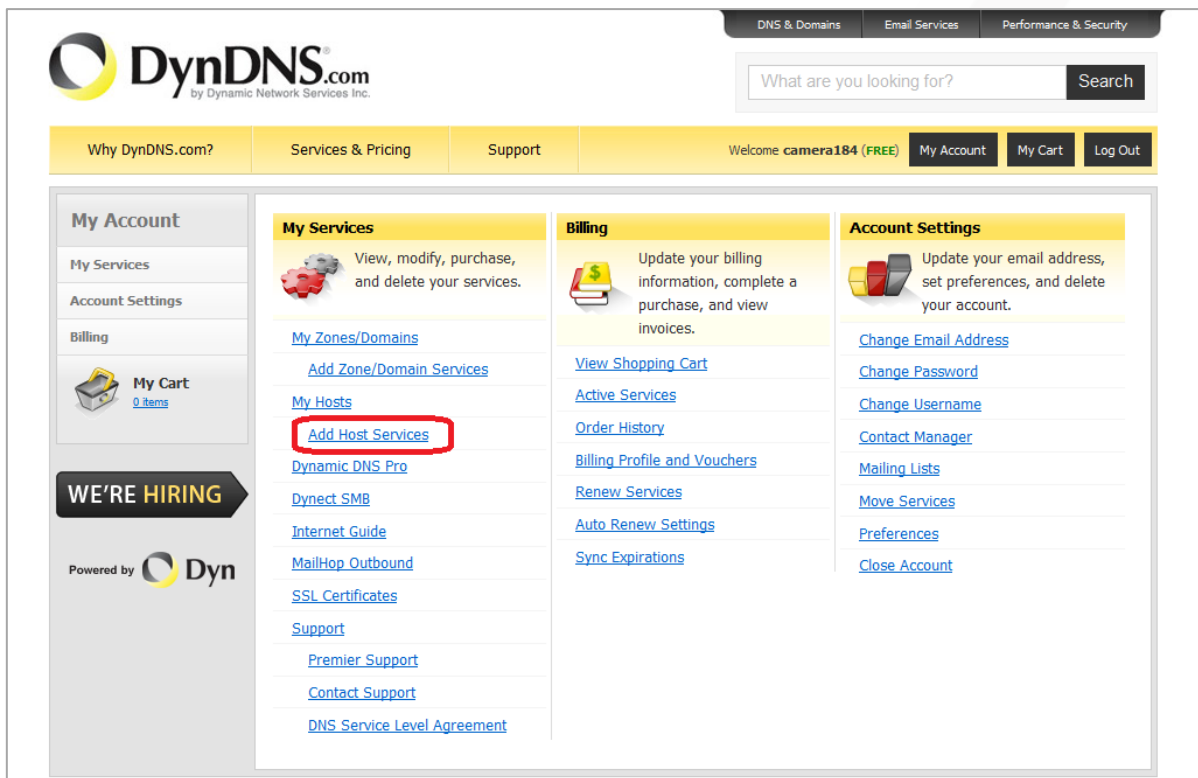 DNS & Domains Email Services Performance & Security
DynDNS.com
by Dynamic Network Services Inc.
What are you looking for? Search
Why DynDNS.com? Services & Pricing Support Welcome camera184 (FREE) My Account My Cart Log Out
My Account
My Services
Account Settings
Billing
My Cart
0 items
WE'RE HIRING
Powered by Dyn
My Services
View, modify, purchase,
and delete your services.
My Zones/Domains
Add Zone/Domain Services
My Hosts
Add Host Services
Dynamic DNS Pro
Dynect SMB
Internet Guide
MailHop Outbound
SSL Certificates
Support
Premier Support
Contact Support
DNS Service Level Agreement
Billing
Update your billing
information, complete a
purchase, and view
invoices.
View Shopping Cart
Active Services
Order History
Billing Profile and Vouchers
Renew Services
Auto Renew Settings
Sync Expirations
Account Settings
Update your email address,
set preferences, and delete
your account.
Change Email Address
Change Password
Change Username
Contact Manager
Mailing Lists
Move Services
Preferences
Close Account